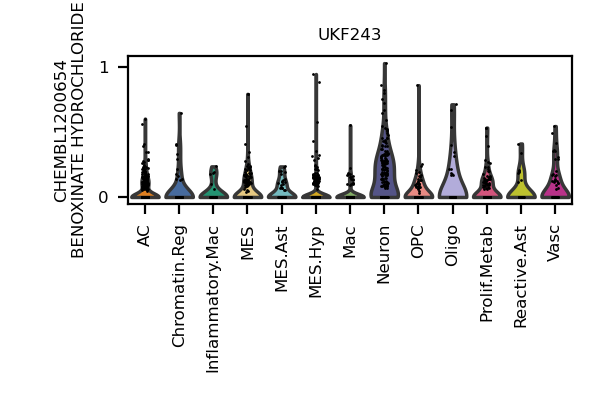 UKF243
CHEMBL1200654
BENOXINATE HYDROCHLORIDE
1
0
AC
Chromatin.Reg
Inflammatory.Mac
MES
MES.Ast
MES.Hyp
Mac
Neuron
OPC
Oligo
Prolif.Metab
Reactive.Ast
Vasc